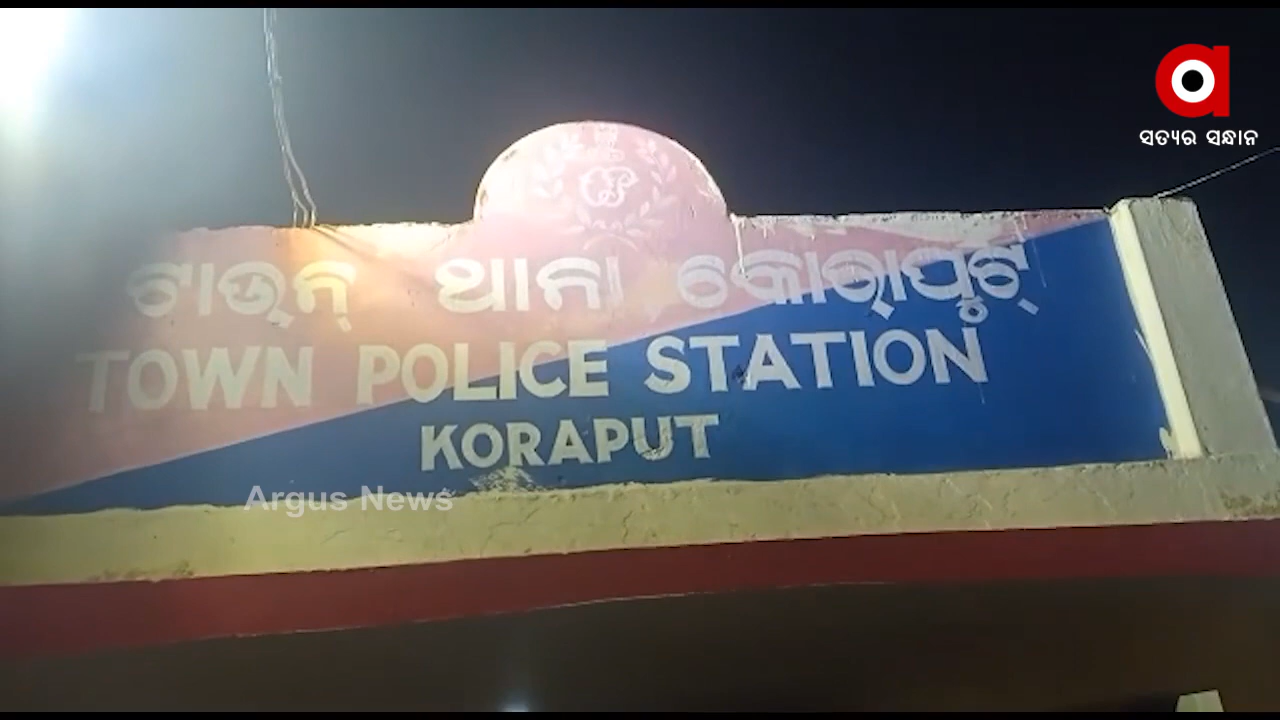 ସତ୍ୟର ସନ୍ଧାନ
ଟାଉନ୍ ଥାନା କୋରାପୁଟ୍
TOWN POLICE STATION
KORAPUT
Argus News